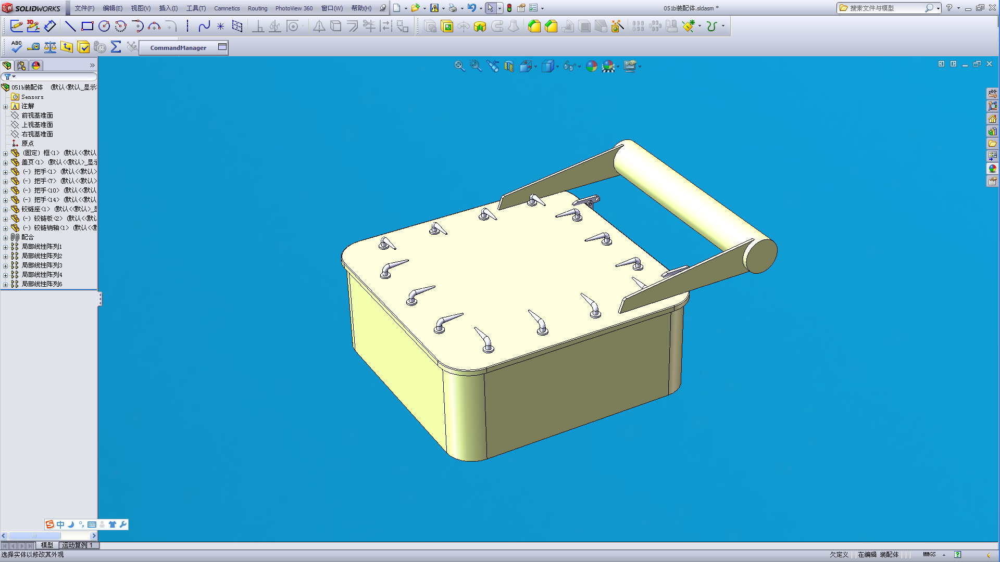 SOLIDWORKS 文件(F) 编辑(E) 视图(V) 插入(I) 工具(T) Camnetics Routing PhotoView 360 窗口(W) 帮助(H) 051b装配体.sldasm * 搜索文件与模型
3D
ABC
CommandManager
051b装配体 (默认<默认_显示
Sensors
注解
前视基准面
上视基准面
右视基准面
原点
(固定) 框<1> (默认<<默认
盖页<1> (默认<<默认>_显示
(-) 把手<1> (默认<<默认>
(-) 把手<7> (默认<<默认>
(-) 把手<10> (默认<<默认
(-) 把手<14> (默认<<默认
铰链座<1> (默认<<默认>_显
(-) 铰链板<2> (默认<<默认
(-) 铰链销轴<1> (默认<<默
配合
局部线性阵列1
局部线性阵列2
局部线性阵列3
局部线性阵列4
局部线性阵列6
中
模型 运动算例 1
选择实体以修改其外观 欠定义 在编辑 装配体 MMGS